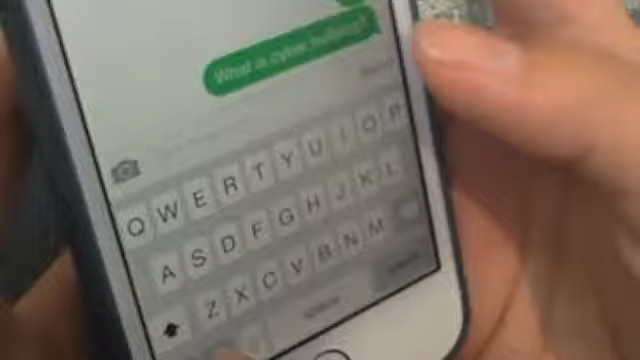 What is cyber bullying?
Q W E R T Y U I O P
A S D F G H J K L
Z X C V B N M
space